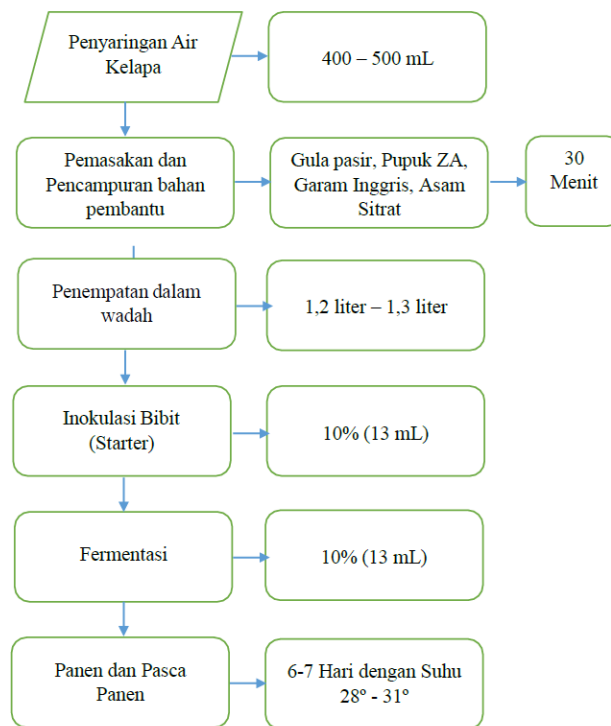 Penyaringan Air
Kelapa
400 – 500 mL
Pemasakan dan
Pencampuran bahan
pembantu
Gula pasir, Pupuk ZA,
Garam Inggris, Asam
Sitrat
30
Menit
Penempatan dalam
wadah
1,2 liter – 1,3 liter
Inokulasi Bibit
(Starter)
10% (13 mL)
Fermentasi
10% (13 mL)
Panen dan Pasca
Panen
6-7 Hari dengan Suhu
28º - 31º